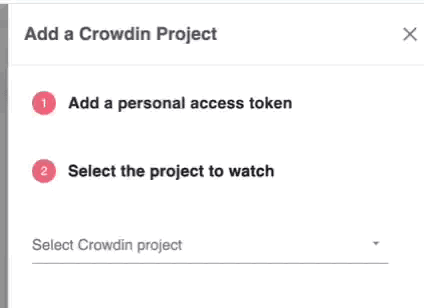 Add a Crowdin Project
1 Add a personal access token
2 Select the project to watch
Select Crowdin project